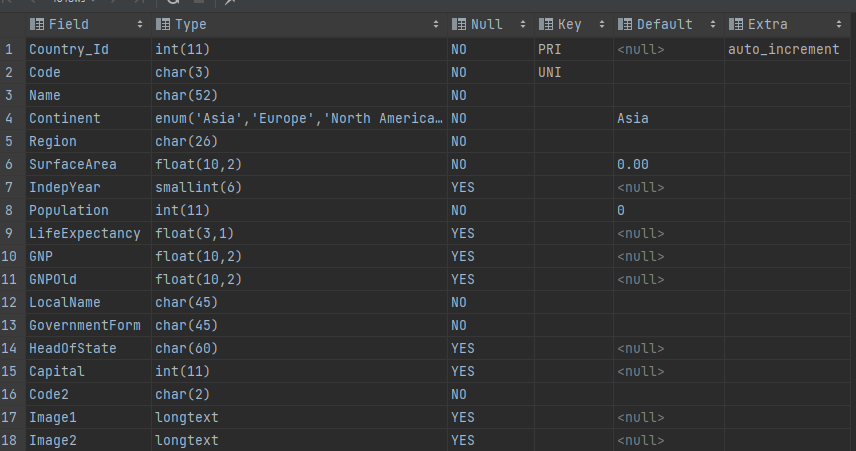 Field Type Null Key Default Extra
1 Country_Id int(11) NO PRI <null> auto_increment
2 Code char(3) NO UNI
3 Name char(52) NO
4 Continent enum('Asia','Europe','North America… NO Asia
5 Region char(26) NO
6 SurfaceArea float(10,2) NO 0.00
7 IndepYear smallint(6) YES <null>
8 Population int(11) NO 0
9 LifeExpectancy float(3,1) YES <null>
10 GNP float(10,2) YES <null>
11 GNPOld float(10,2) YES <null>
12 LocalName char(45) NO
13 GovernmentForm char(45) NO
14 HeadOfState char(60) YES <null>
15 Capital int(11) YES <null>
16 Code2 char(2) NO
17 Image1 longtext YES <null>
18 Image2 longtext YES <null>